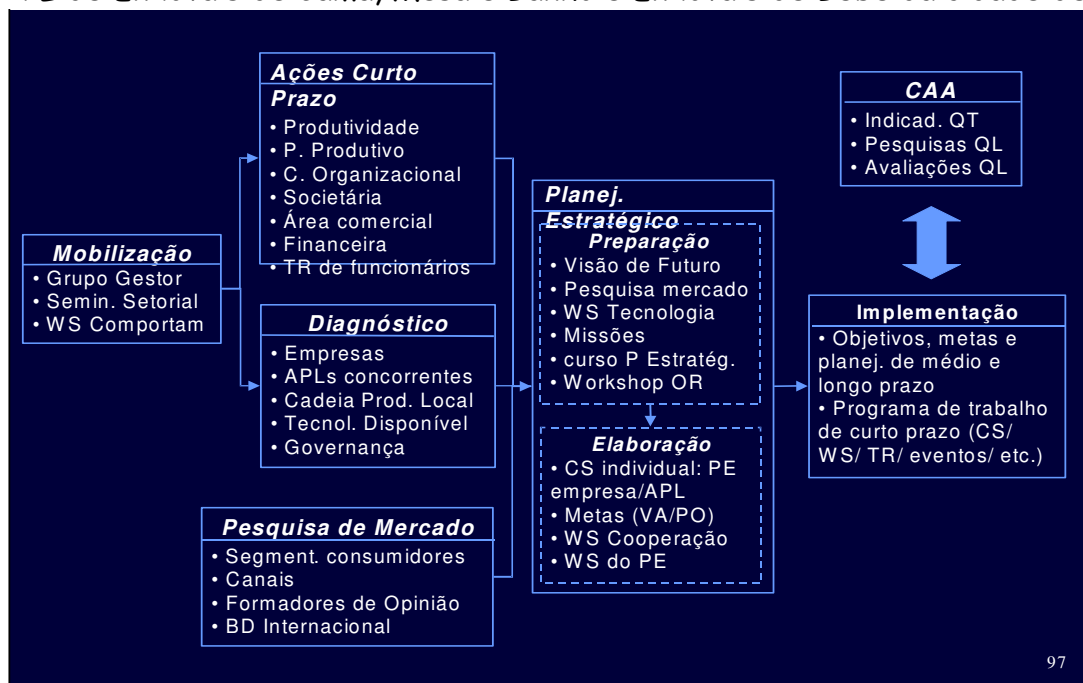 Ações Curto
Prazo
• Produtividade
• P. Produtivo
• C. Organizacional
• Societária
• Área comercial
• Financeira
• TR de funcionários
CAA
• Indicad. QT
• Pesquisas QL
• Avaliações QL
Mobilização
• Grupo Gestor
• Semin. Setorial
• WS Comportam
Diagnóstico
• Empresas
• APLs concorrentes
• Cadeia Prod. Local
• Tecnol. Disponível
• Governança
Pesquisa de Mercado
• Segment. consumidores
• Canais
• Formadores de Opinião
• BD Internacional
Planej.
Estratégico
Preparação
• Visão de Futuro
• Pesquisa mercado
• WS Tecnologia
• Missões
• curso P Estratég.
• Workshop OR
Elaboração
• CS individual: PE
empresa/APL
• Metas (VA/PO)
• WS Cooperação
• WS do PE
Implementação
• Objetivos, metas e
planej. de médio e
longo prazo
• Programa de trabalho
de curto prazo (CS/
WS/ TR/ eventos/ etc.)
97